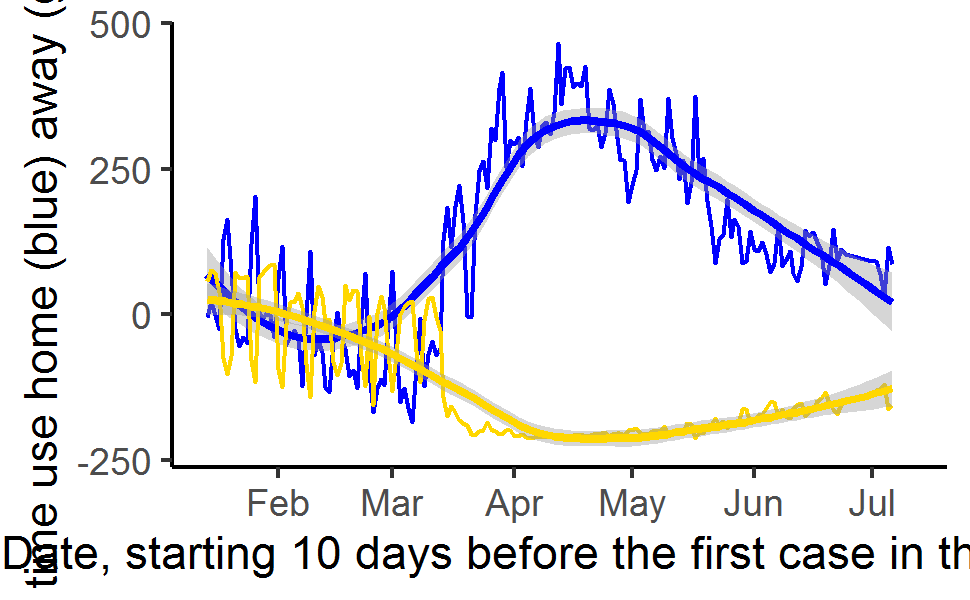 time use home (blue) away (
500
250
0
-250
Feb Mar Apr May Jun Jul
Date, starting 10 days before the first case in th